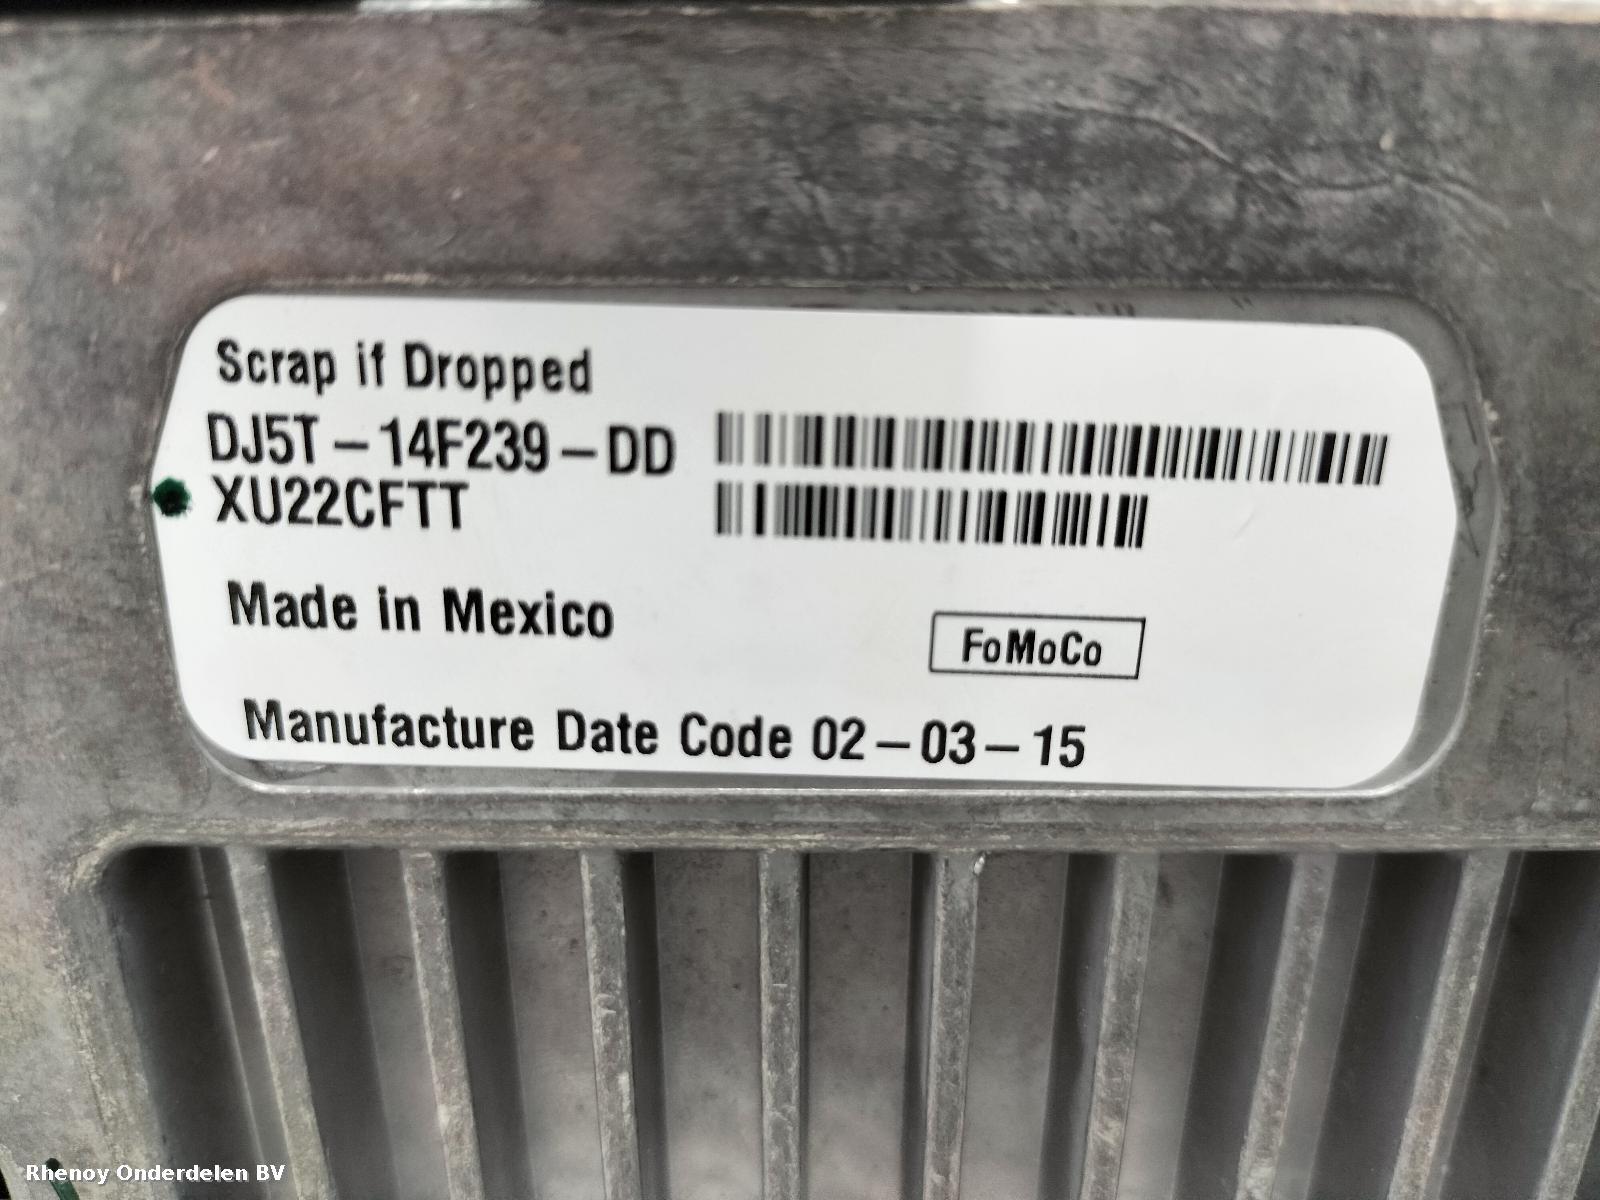 Scrap if Dropped
DJ5T-14F239-DD
XU22CFTT
Made in Mexico
FoMoCo
Manufacture Date Code 02-03-15
Rhenoy Onderdelen BV